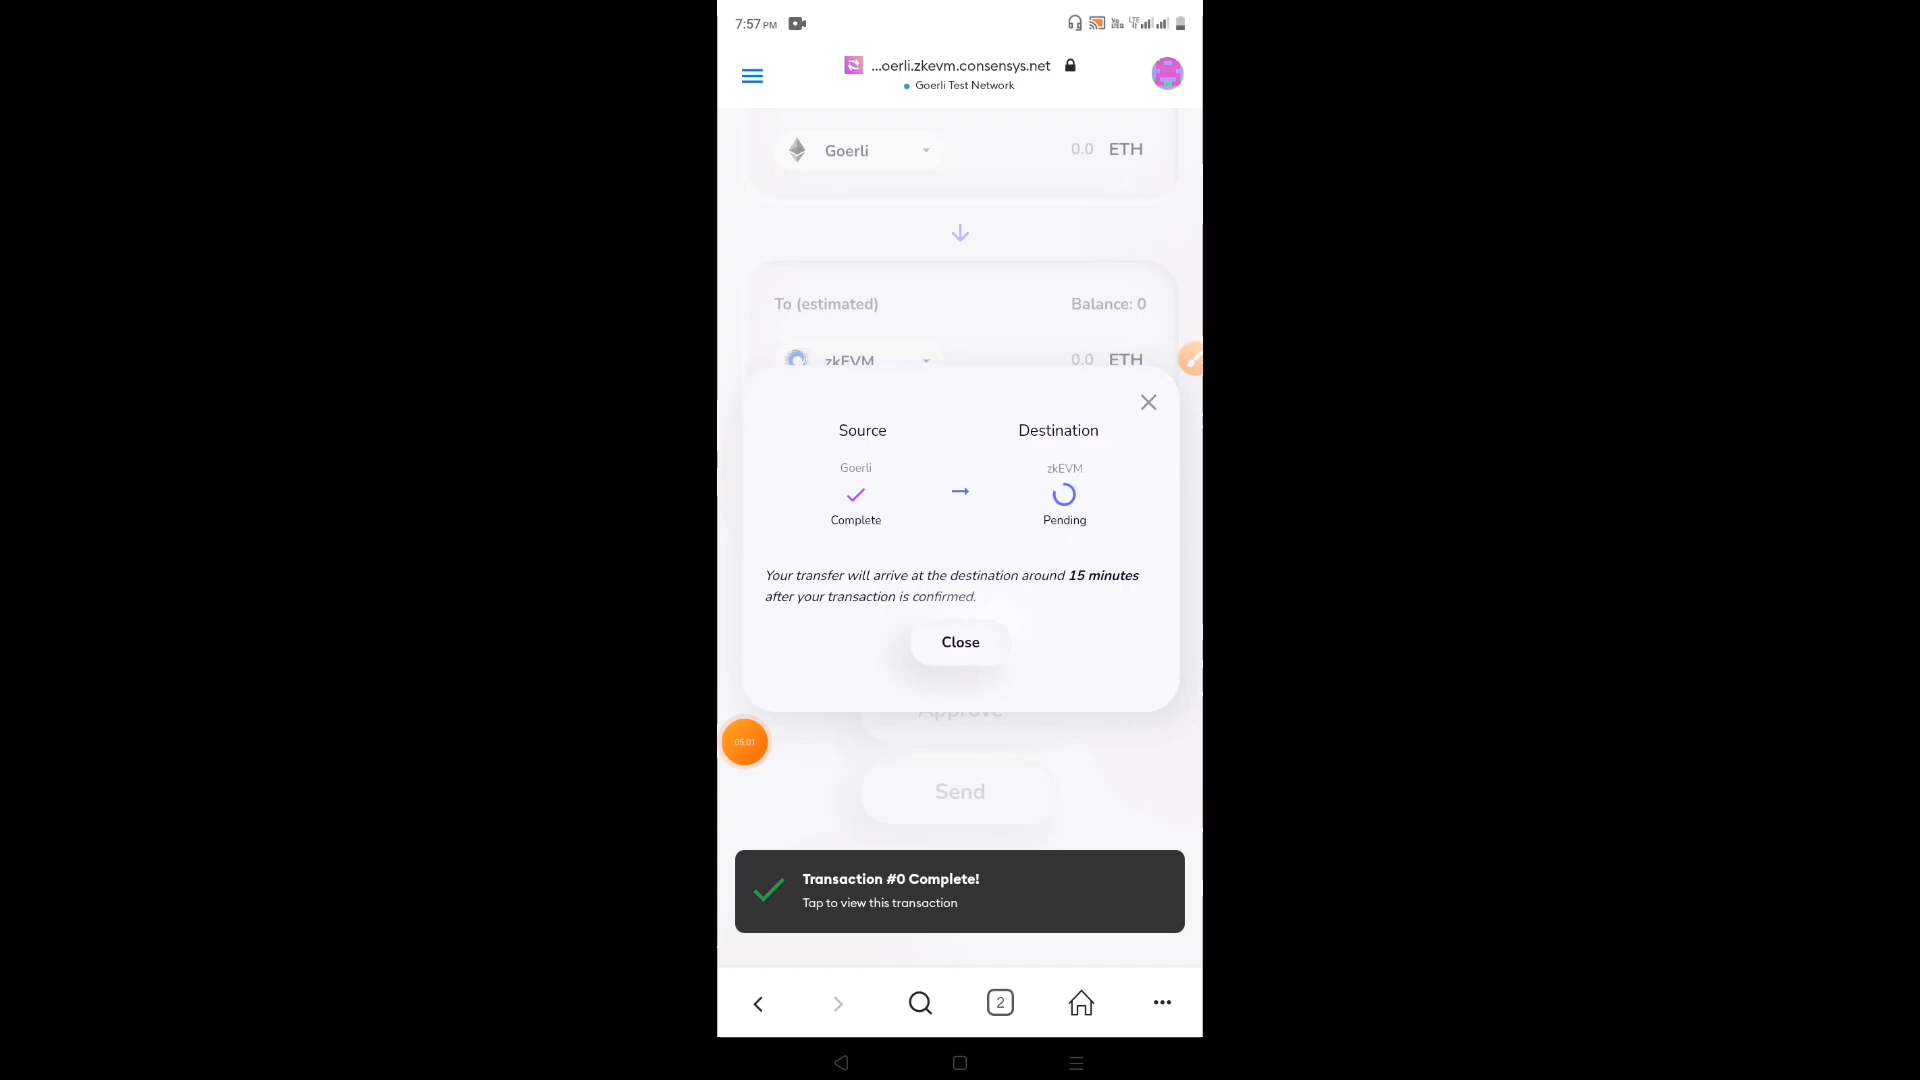 7:57 PM
...oerli.zkevm.consensys.net
Goerli Test Network
Goerli
0.0 ETH
To (estimated)
Balance: 0
zkEVM
0.0 ETH
Source
Destination
Goerli
zkEVM
Complete
Pending
Your transfer will arrive at the destination around 15 minutes
after your transaction is confirmed.
Close
Approve
05:01
Send
Transaction #0 Complete!
Tap to view this transaction
2